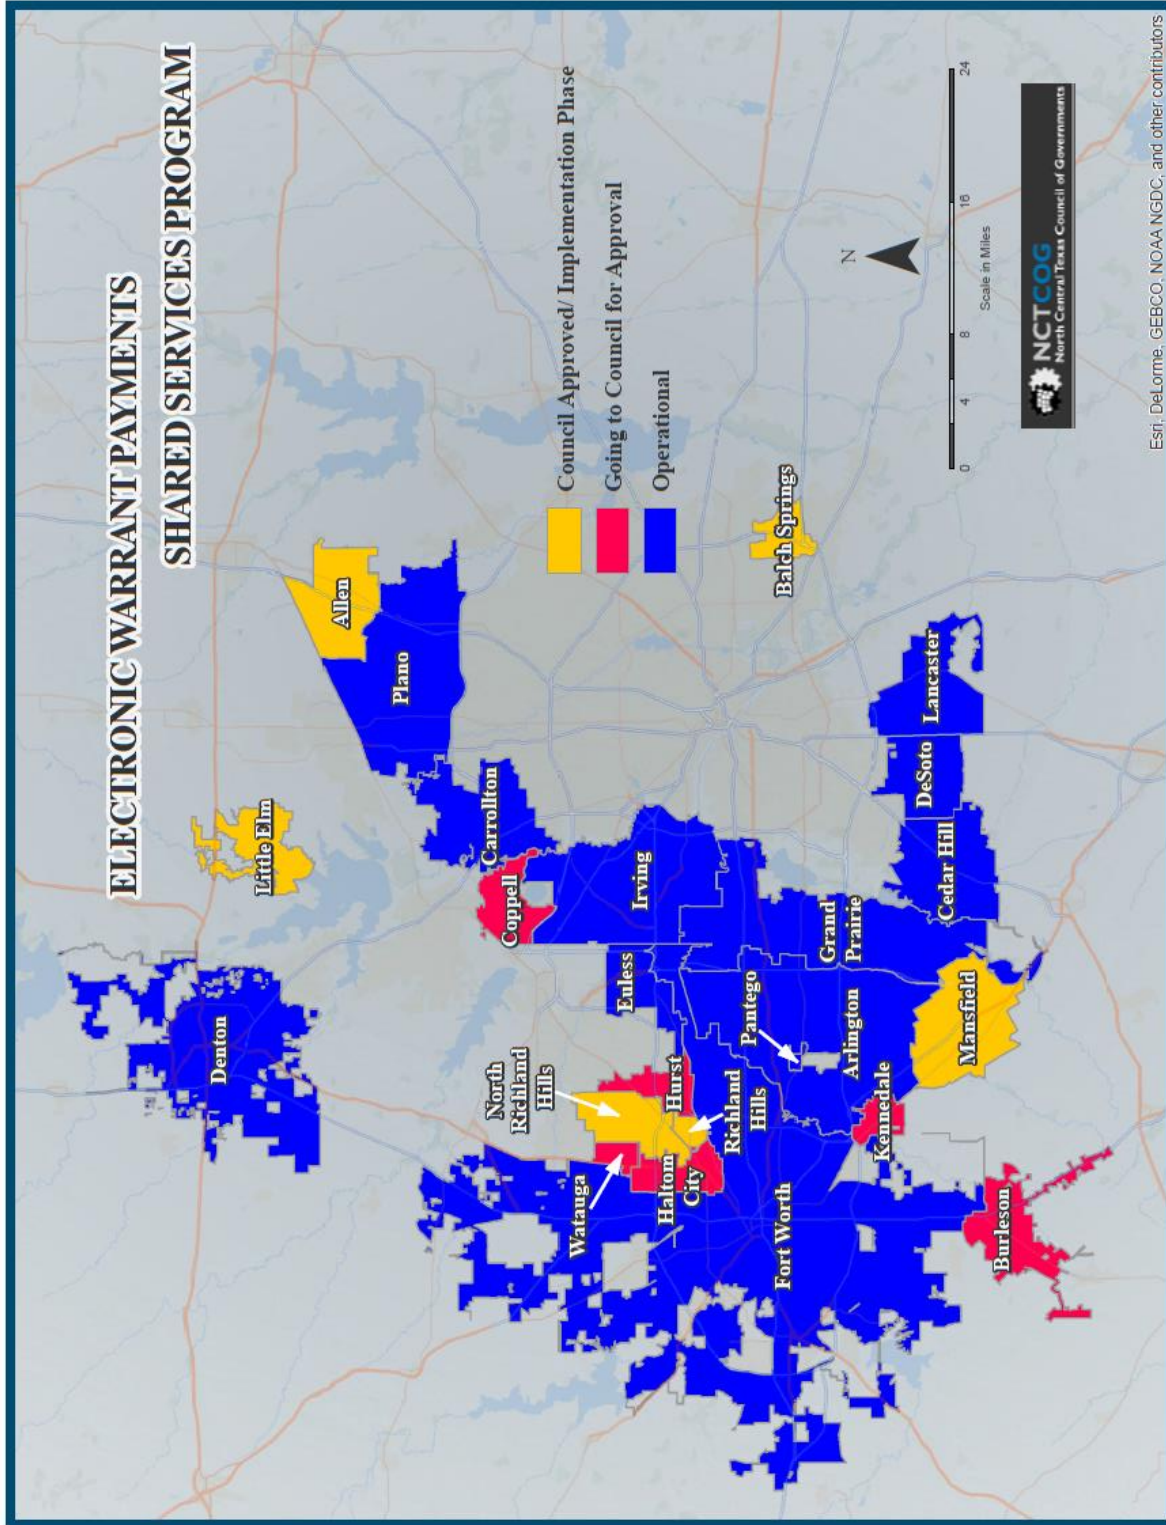 ELECTRONIC WARRANT PAYMENTS
SHARED SERVICES PROGRAM
Denton
Little Elm
Allen
Plano
Carrollton
Coppell
North
Richland
Hills
Watauga
Euless
Irving
Hurst
Haltom
City
Richland
Hills
Pantego
Fort Worth
Arlington
Grand
Prairie
Kennedale
Mansfield
Burleson
Cedar Hill
DeSoto
Lancaster
Balch Springs
Council Approved/ Implementation Phase
Going to Council for Approval
Operational
N
0 4 8 16 24
Scale in Miles
NCTCOG
North Central Texas Council of Governments
Esri, DeLorme, GEBCO, NOAA NGDC, and other contributors